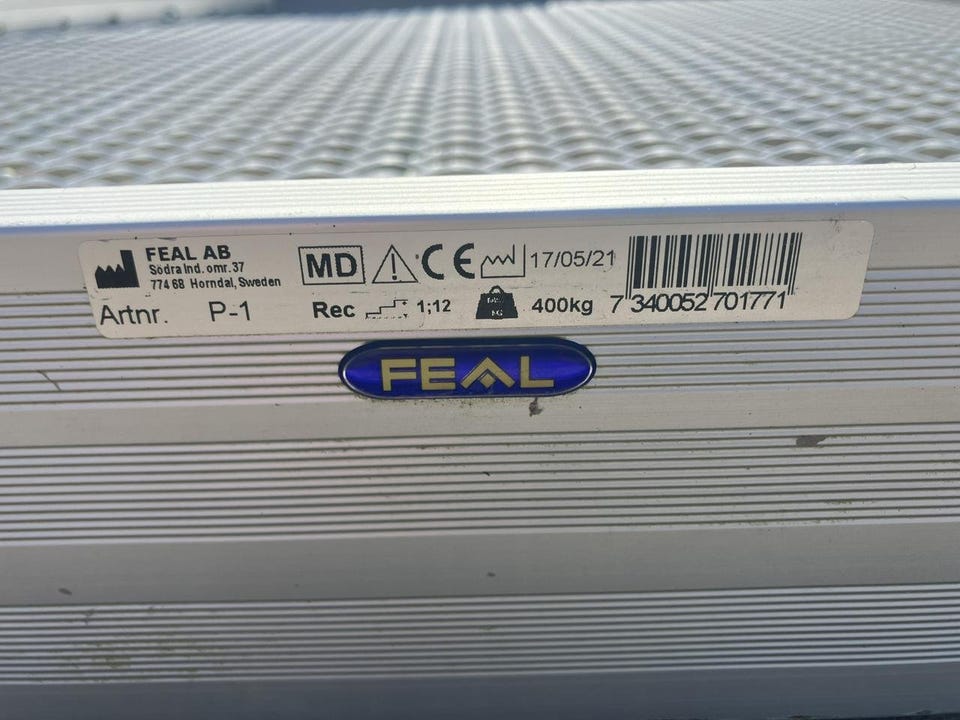 FEAL AB
Södra Ind. omr. 37
774 68 Horndal, Sweden
MD CE 17/05/21
Artnr. P-1 Rec 1;12 400kg 7 340052 701771
FEAL